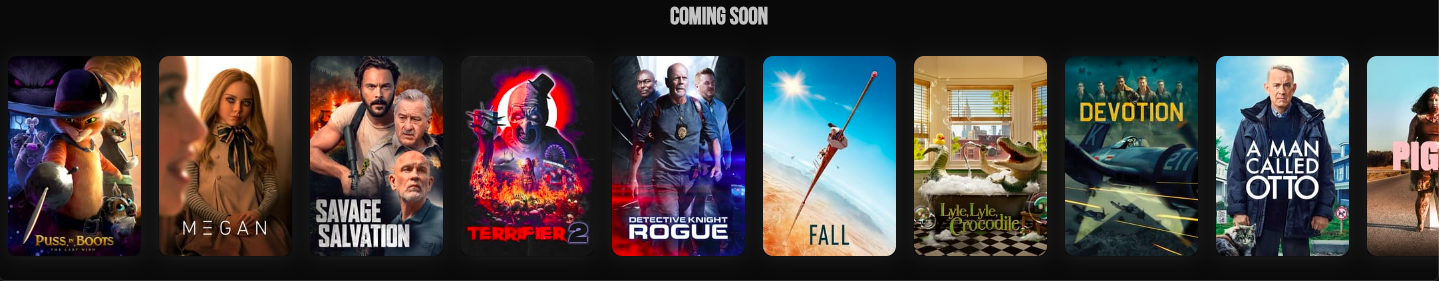 COMING SOON
PUSS IN BOOTS
THE LAST WISH
MΞGAN
SAVAGE
SALVATION
TERRIFIER 2
DETECTIVE KNIGHT
ROGUE
FALL
Lyle, Lyle,
Crocodile
DEVOTION
A MAN
CALLED
OTTO
PIG